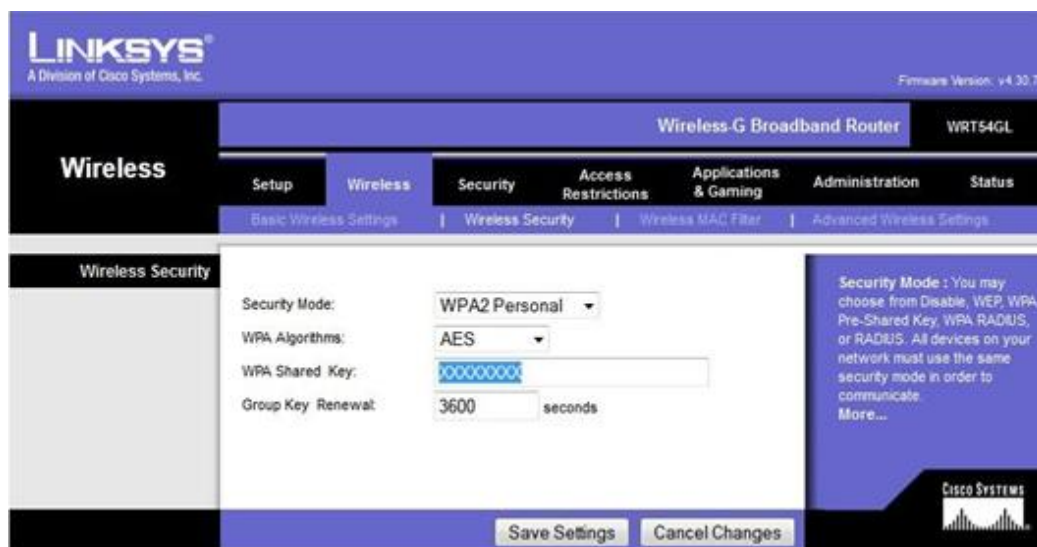 LINKSYS®
A Division of Cisco Systems, Inc.
Firmware Version: v4.30.7
Wireless-G Broadband Router WRT54GL
Wireless
Setup Wireless Security Access Restrictions Applications & Gaming Administration Status
Basic Wireless Settings | Wireless Security | Wireless MAC Filter | Advanced Wireless Settings
Wireless Security
Security Mode: WPA2 Personal
WPA Algorithms: AES
WPA Shared Key: XXXXXXXXX
Group Key Renewal: 3600 seconds
Security Mode : You may
choose from Disable, WEP, WPA
Pre-Shared Key, WPA RADIUS,
or RADIUS. All devices on your
network must use the same
security mode in order to
communicate.
More...
CISCO SYSTEMS
Save Settings Cancel Changes